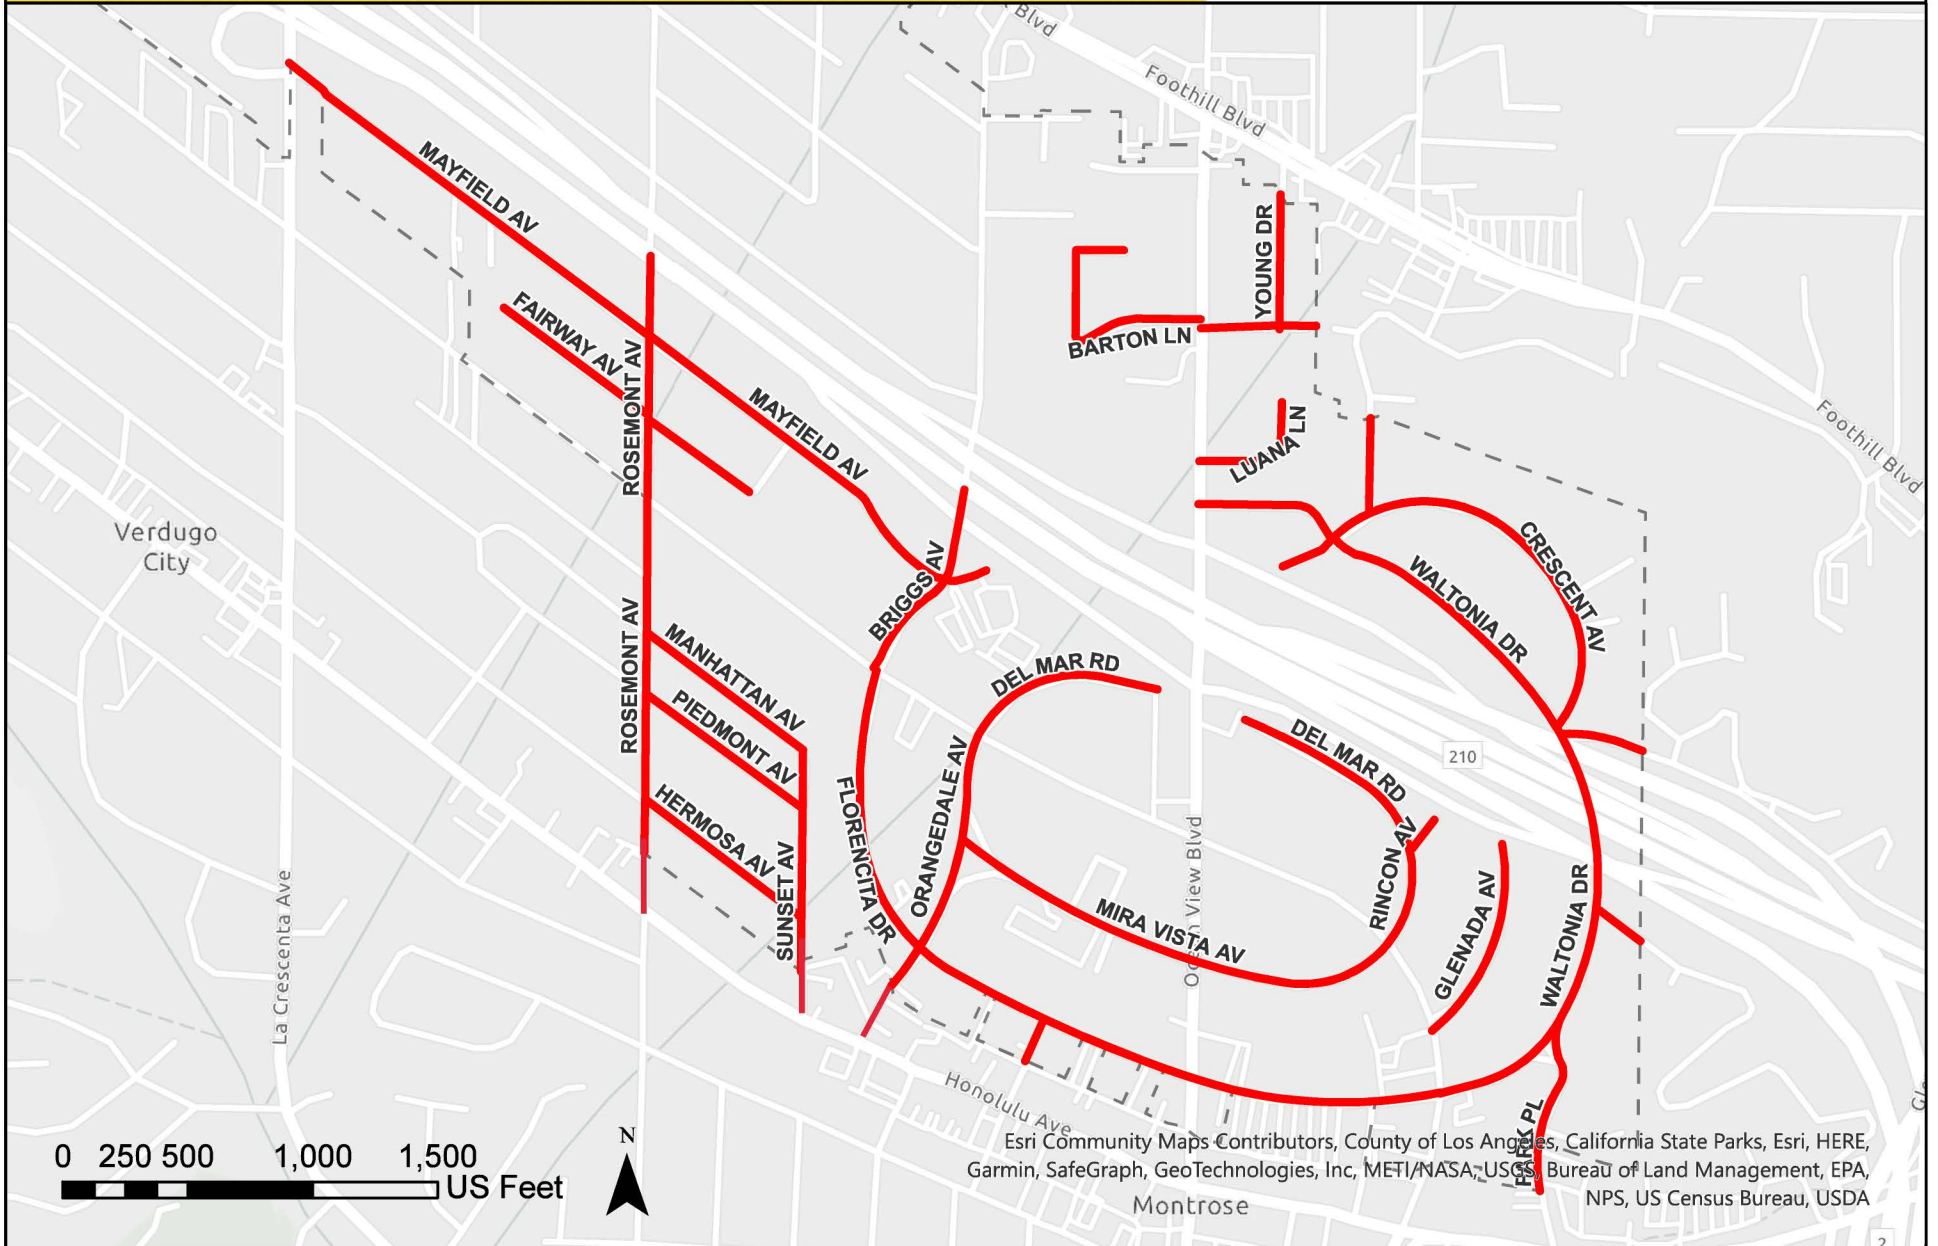 Blvd
Foothill Blvd
MAYFIELD AV
YOUNG DR
FAIRWAY AV
BARTON LN
ROSEMONT AV
MAYFIELD AV
LUANA LN
Foothill Blvd
Verdugo
City
CRESCENT AV
BRIGGS AV
WALTONIA DR
ROSEMONT AV
MANHATTAN AV
DEL MAR RD
PIEDMONT AV
DEL MAR RD
210
HERMOSA AV
SUNSET AV
FLORENCITA DR
ORANGEDALE AV
RINCON AV
Ocean View Blvd
MIRA VISTA AV
GLENADA AV
WALTONIA DR
La Crescenta Ave
Honolulu Ave
PARK PL
0 250 500 1,000 1,500
US Feet
N
Esri Community Maps Contributors, County of Los Angeles, California State Parks, Esri, HERE,
Garmin, SafeGraph, GeoTechnologies, Inc, METI/NASA, USGS, Bureau of Land Management, EPA,
NPS, US Census Bureau, USDA
Montrose
2